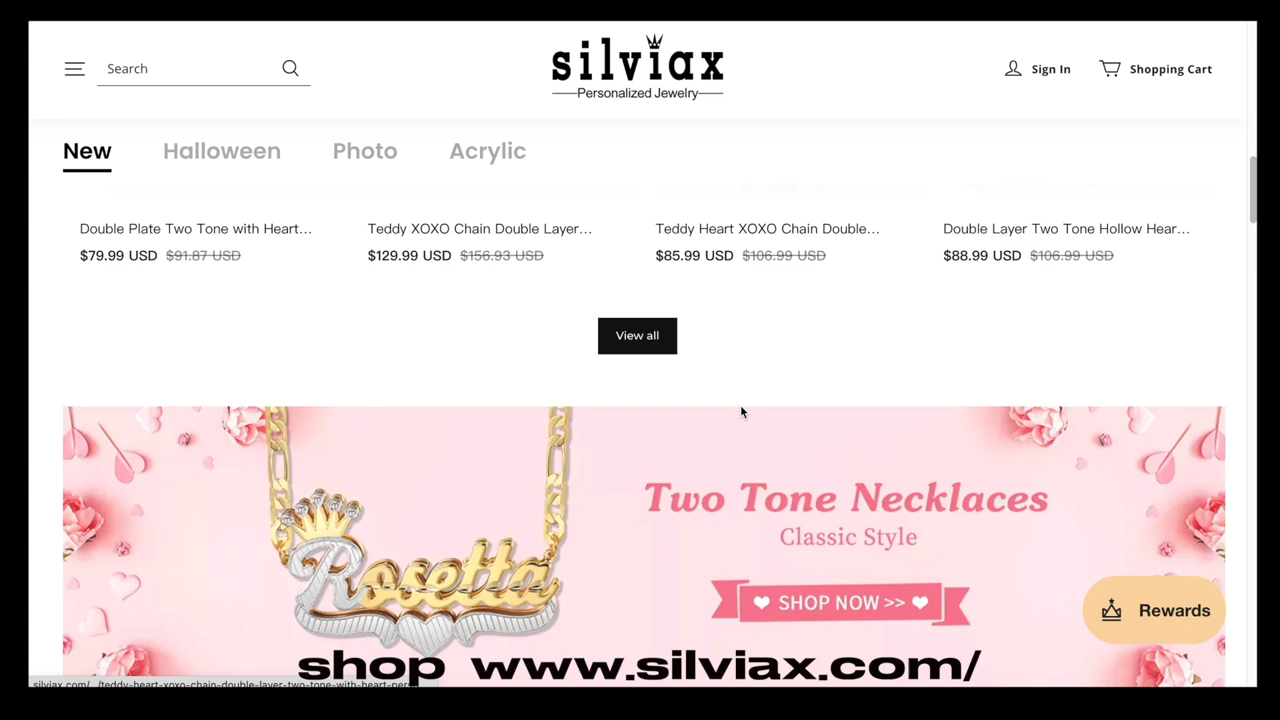 Search
silviax
Personalized Jewelry
Sign In
Shopping Cart
New
Halloween
Photo
Acrylic
Double Plate Two Tone with Heart...
$79.99 USD $91.87 USD
Teddy XOXO Chain Double Layer...
$129.99 USD $156.93 USD
Teddy Heart XOXO Chain Double...
$85.99 USD $106.99 USD
Double Layer Two Tone Hollow Hear...
$88.99 USD $106.99 USD
View all
Rosetta
Two Tone Necklaces
Classic Style
SHOP NOW >>
Rewards
shop www.silviax.com/